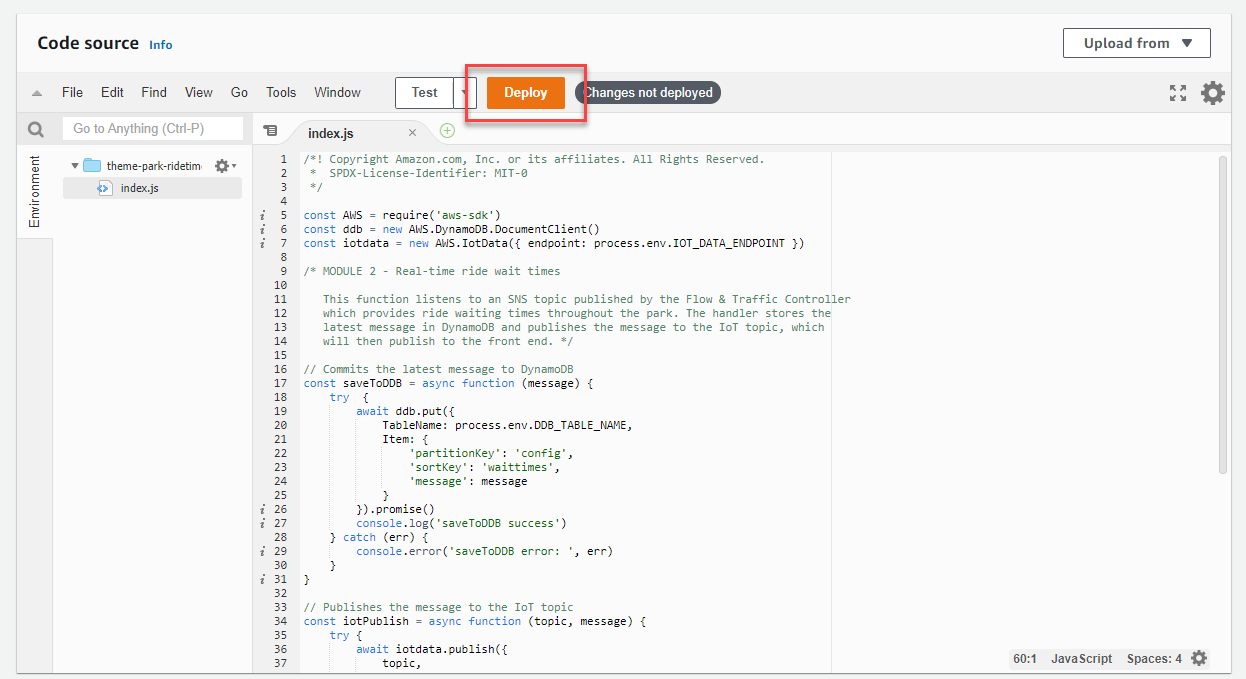 Code source Info
Upload from
File Edit Find View Go Tools Window Test Deploy Changes not deployed
Go to Anything (Ctrl-P)
index.js
Environment
theme-park-ridetim
index.js
1 /*! Copyright Amazon.com, Inc. or its affiliates. All Rights Reserved.
2 * SPDX-License-Identifier: MIT-0
3 */
4
5 const AWS = require('aws-sdk')
6 const ddb = new AWS.DynamoDB.DocumentClient()
7 const iotdata = new AWS.IotData({ endpoint: process.env.IOT_DATA_ENDPOINT })
8
9 /* MODULE 2 - Real-time ride wait times
10
11 This function listens to an SNS topic published by the Flow & Traffic Controller
12 which provides ride waiting times throughout the park. The handler stores the
13 latest message in DynamoDB and publishes the message to the IoT topic, which
14 will then publish to the front end. */
15
16 // Commits the latest message to DynamoDB
17 const saveToDDB = async function (message) {
18 try {
19 await ddb.put({
20 TableName: process.env.DDB_TABLE_NAME,
21 Item: {
22 'partitionKey': 'config',
23 'sortKey': 'waittimes',
24 'message': message
25 }
26 }).promise()
27 console.log('saveToDDB success')
28 } catch (err) {
29 console.error('saveToDDB error: ', err)
30 }
31 }
32
33 // Publishes the message to the IoT topic
34 const iotPublish = async function (topic, message) {
35 try {
36 await iotdata.publish({
37 topic,
60:1 JavaScript Spaces: 4